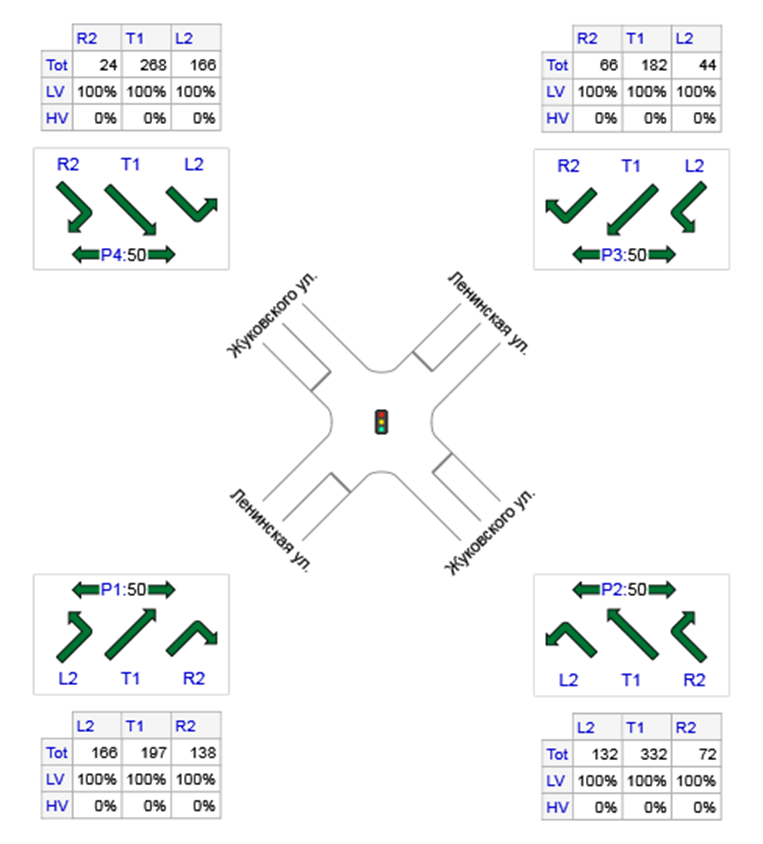 R2 T1 L2
Tot 24 268 166
LV 100% 100% 100%
HV 0% 0% 0%
R2 T1 L2
Tot 66 182 44
LV 100% 100% 100%
HV 0% 0% 0%
R2 T1 L2
P4:50
R2 T1 L2
P3:50
Жуковского ул.
Ленинская ул.
Ленинская ул.
Жуковского ул.
P1:50
L2 T1 R2
P2:50
L2 T1 R2
L2 T1 R2
Tot 166 197 138
LV 100% 100% 100%
HV 0% 0% 0%
L2 T1 R2
Tot 132 332 72
LV 100% 100% 100%
HV 0% 0% 0%